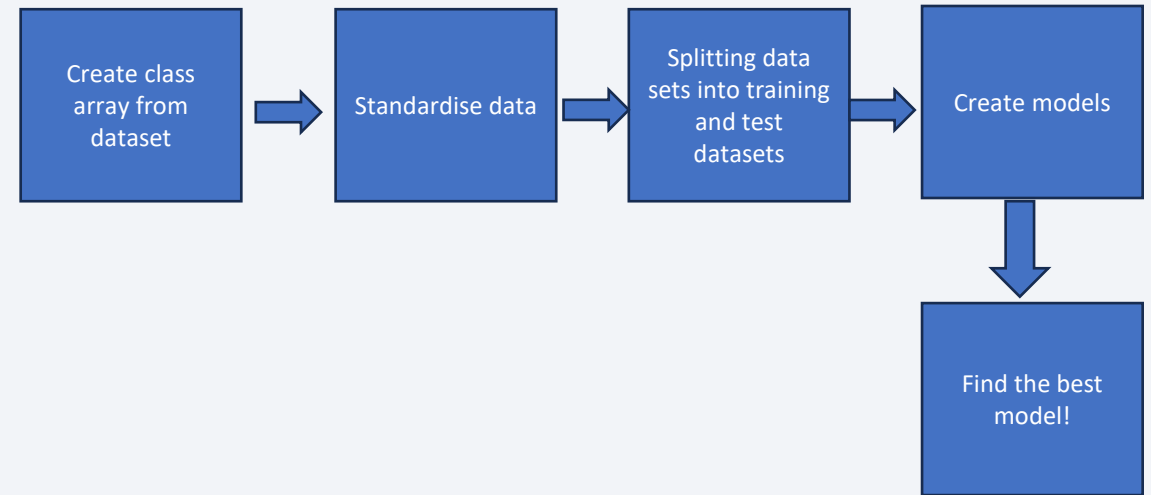 Create class
array from
dataset
Standardise data
Splitting data
sets into training
and test
datasets
Create models
Find the best
model!